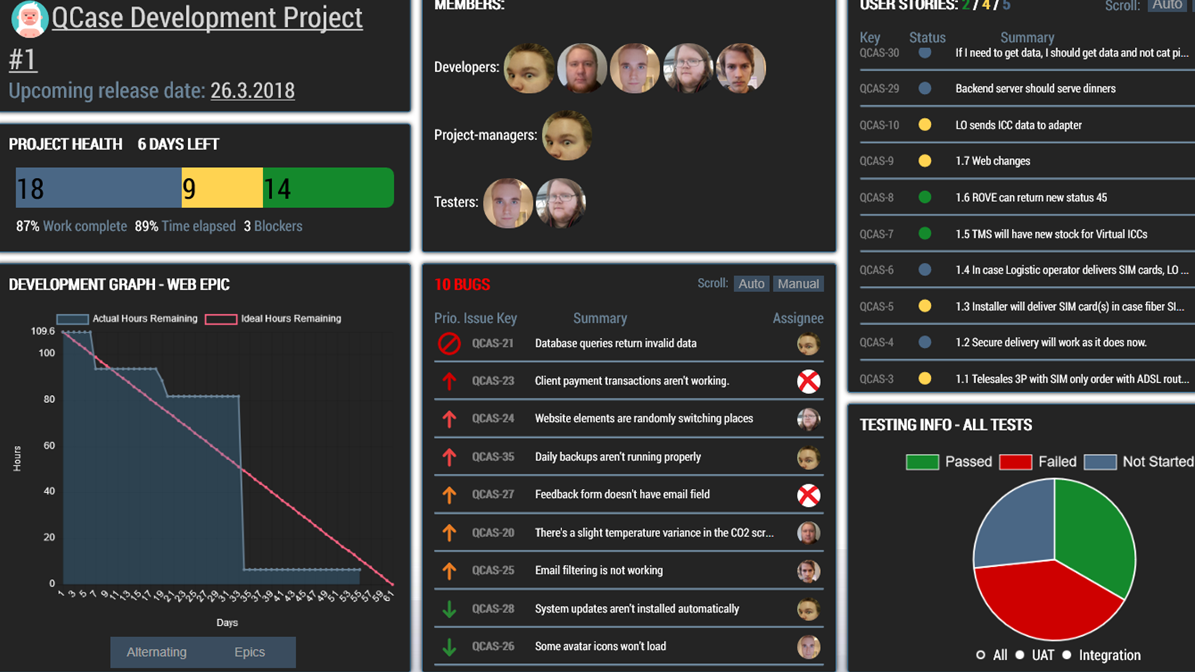 QCase Development Project
#1
Upcoming release date: 26.3.2018
PROJECT HEALTH 6 DAYS LEFT
18 9 14
87% Work complete 89% Time elapsed 3 Blockers
DEVELOPMENT GRAPH - WEB EPIC
Actual Hours Remaining Ideal Hours Remaining
109.6
100
80
60
40
20
0
Hours
1 3 5 7 9 11 13 15 17 19 21 23 25 27 29 31 33 35 37 39 41 43 45 47 49 51 53 55 57 59 61
Days
Alternating Epics
MEMBERS:
Developers:
Project-managers:
Testers:
10 BUGS Scroll: Auto Manual
Prio. Issue Key Summary Assignee
QCAS-21 Database queries return invalid data
QCAS-23 Client payment transactions aren't working.
QCAS-24 Website elements are randomly switching places
QCAS-35 Daily backups aren't running properly
QCAS-27 Feedback form doesn't have email field
QCAS-20 There's a slight temperature variance in the CO2 scr...
QCAS-25 Email filtering is not working
QCAS-28 System updates aren't installed automatically
QCAS-26 Some avatar icons won't load
USER STORIES: 2 / 4 / 5 Scroll: Auto
Key Status Summary
QCAS-30 If I need to get data, I should get data and not cat pi...
QCAS-29 Backend server should serve dinners
QCAS-10 LO sends ICC data to adapter
QCAS-9 1.7 Web changes
QCAS-8 1.6 ROVE can return new status 45
QCAS-7 1.5 TMS will have new stock for Virtual ICCs
QCAS-6 1.4 In case Logistic operator delivers SIM cards, LO ...
QCAS-5 1.3 Installer will deliver SIM card(s) in case fiber SI...
QCAS-4 1.2 Secure delivery will work as it does now.
QCAS-3 1.1 Telesales 3P with SIM only order with ADSL rout...
TESTING INFO - ALL TESTS
Passed Failed Not Started
All UAT Integration